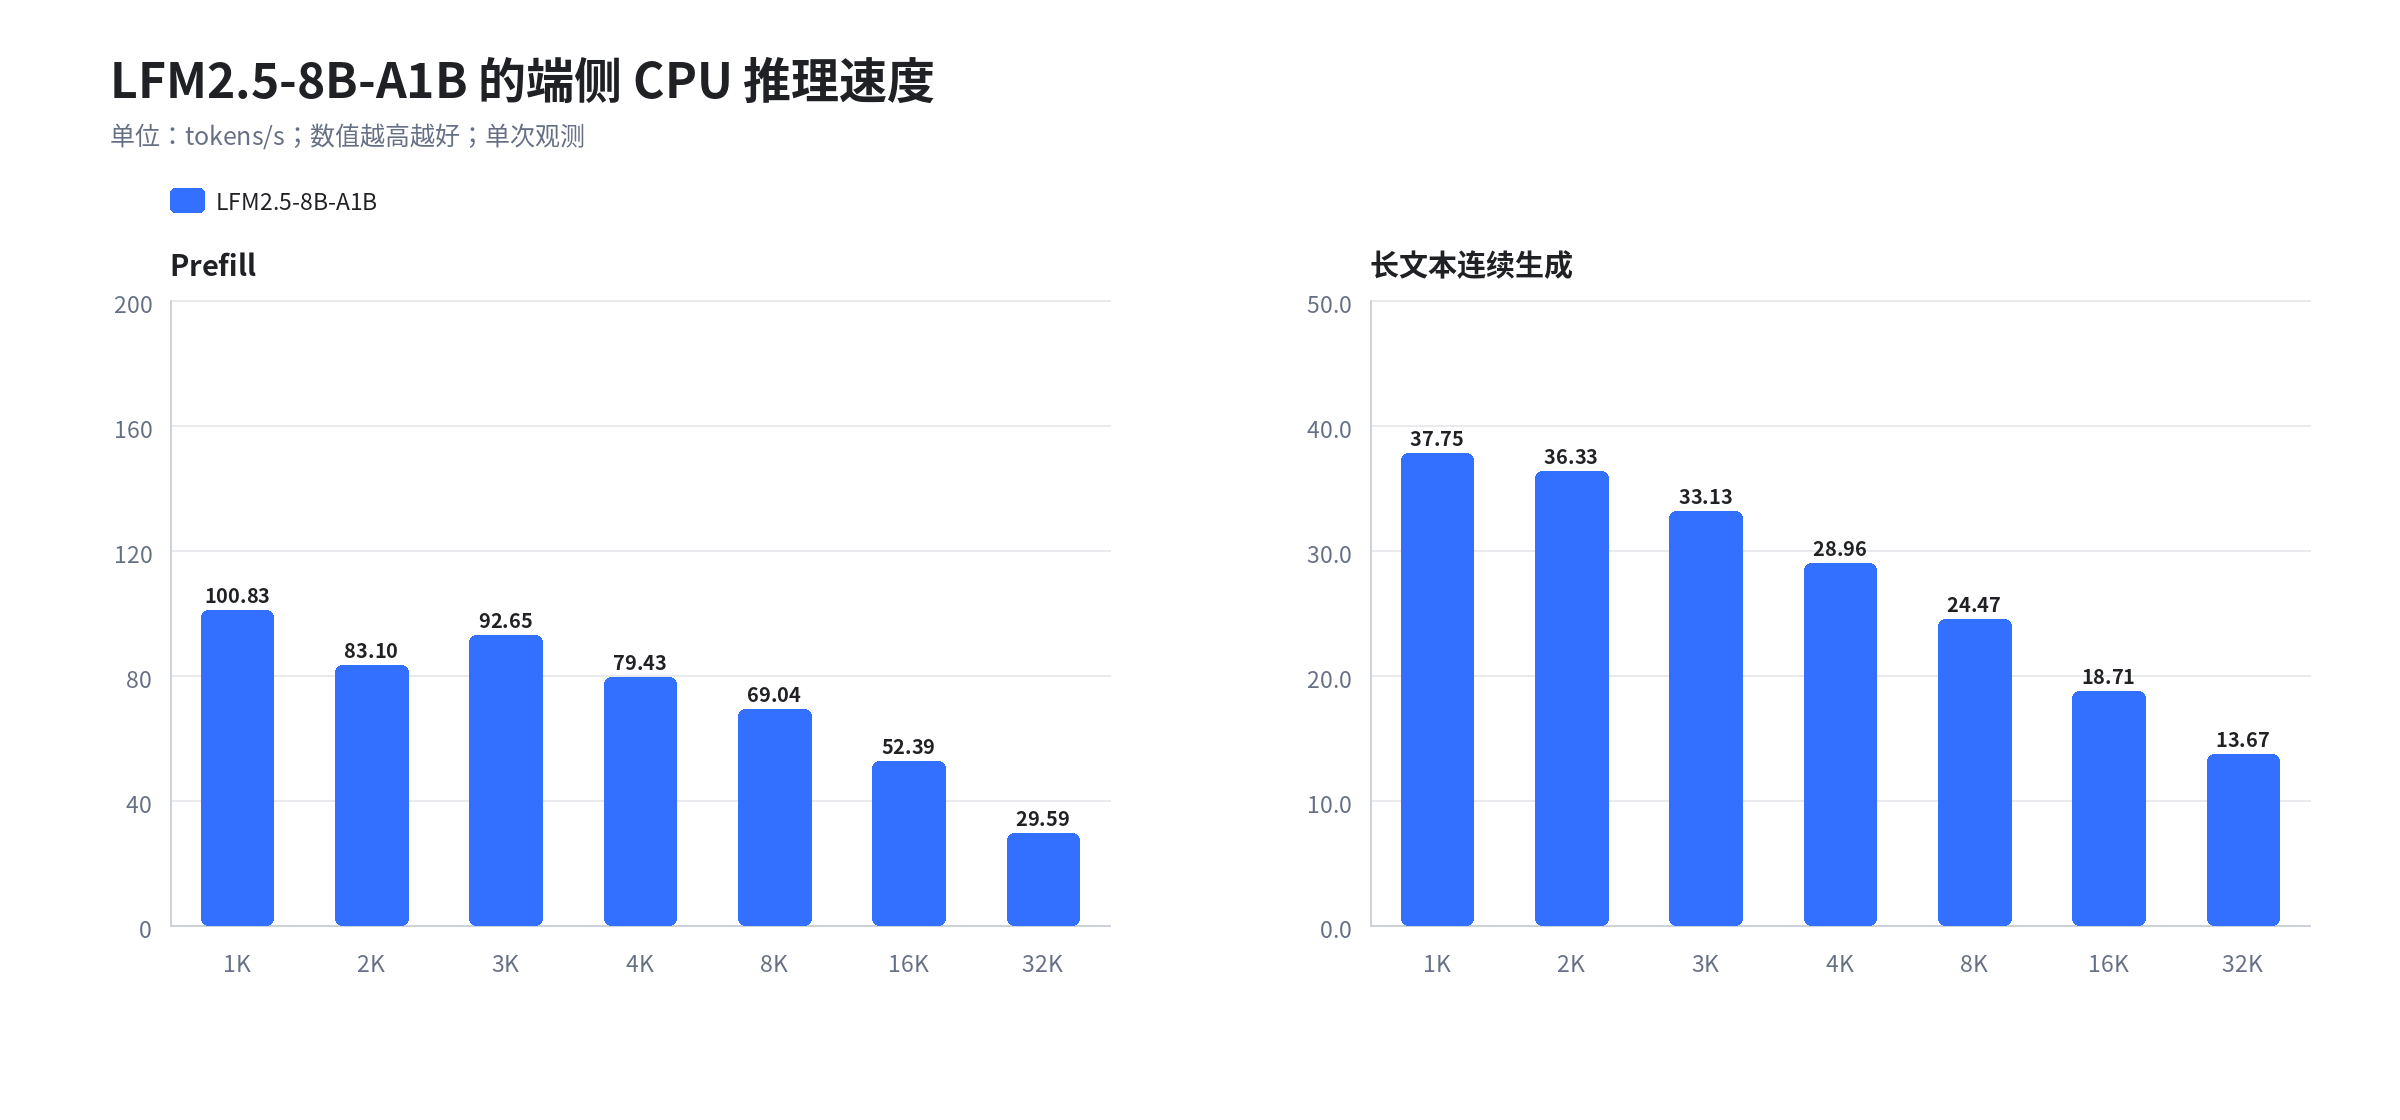 LFM2.5-8B-A1B 的端侧 CPU 推理速度
单位：tokens/s；数值越高越好；单次观测
LFM2.5-8B-A1B
Prefill
200
160
120
80
40
0
100.83
83.10
92.65
79.43
69.04
52.39
29.59
1K
2K
3K
4K
8K
16K
32K
长文本连续生成
50.0
40.0
30.0
20.0
10.0
0.0
37.75
36.33
33.13
28.96
24.47
18.71
13.67
1K
2K
3K
4K
8K
16K
32K